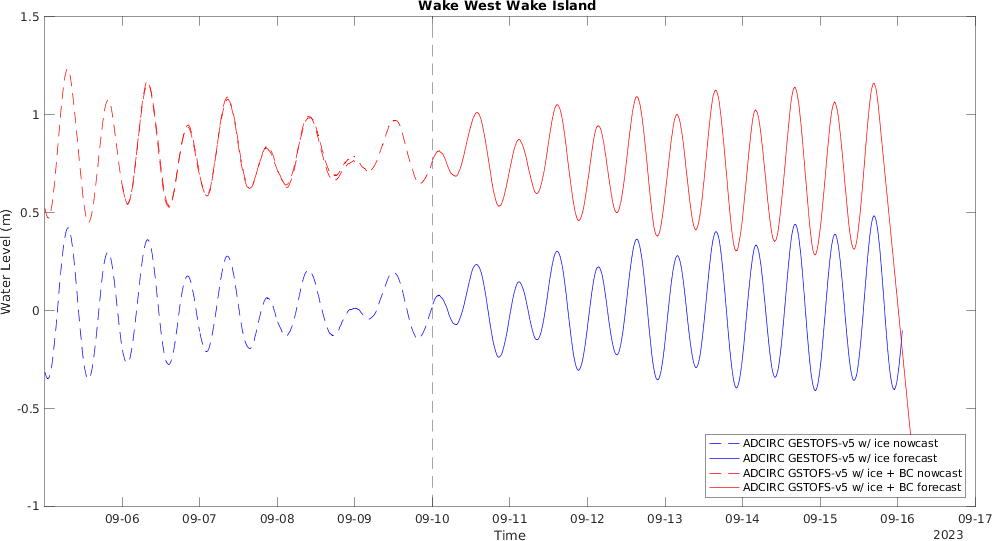 Wake West Wake Island
1.5
1
0.5
0
-0.5
-1
Water Level (m)
ADCIRC GESTOFS-v5 w/ ice nowcast
ADCIRC GESTOFS-v5 w/ ice forecast
ADCIRC GSTOFS-v5 w/ ice + BC nowcast
ADCIRC GSTOFS-v5 w/ ice + BC forecast
09-06 09-07 09-08 09-09 09-10 09-11 09-12 09-13 09-14 09-15 09-16 09-17
Time
2023